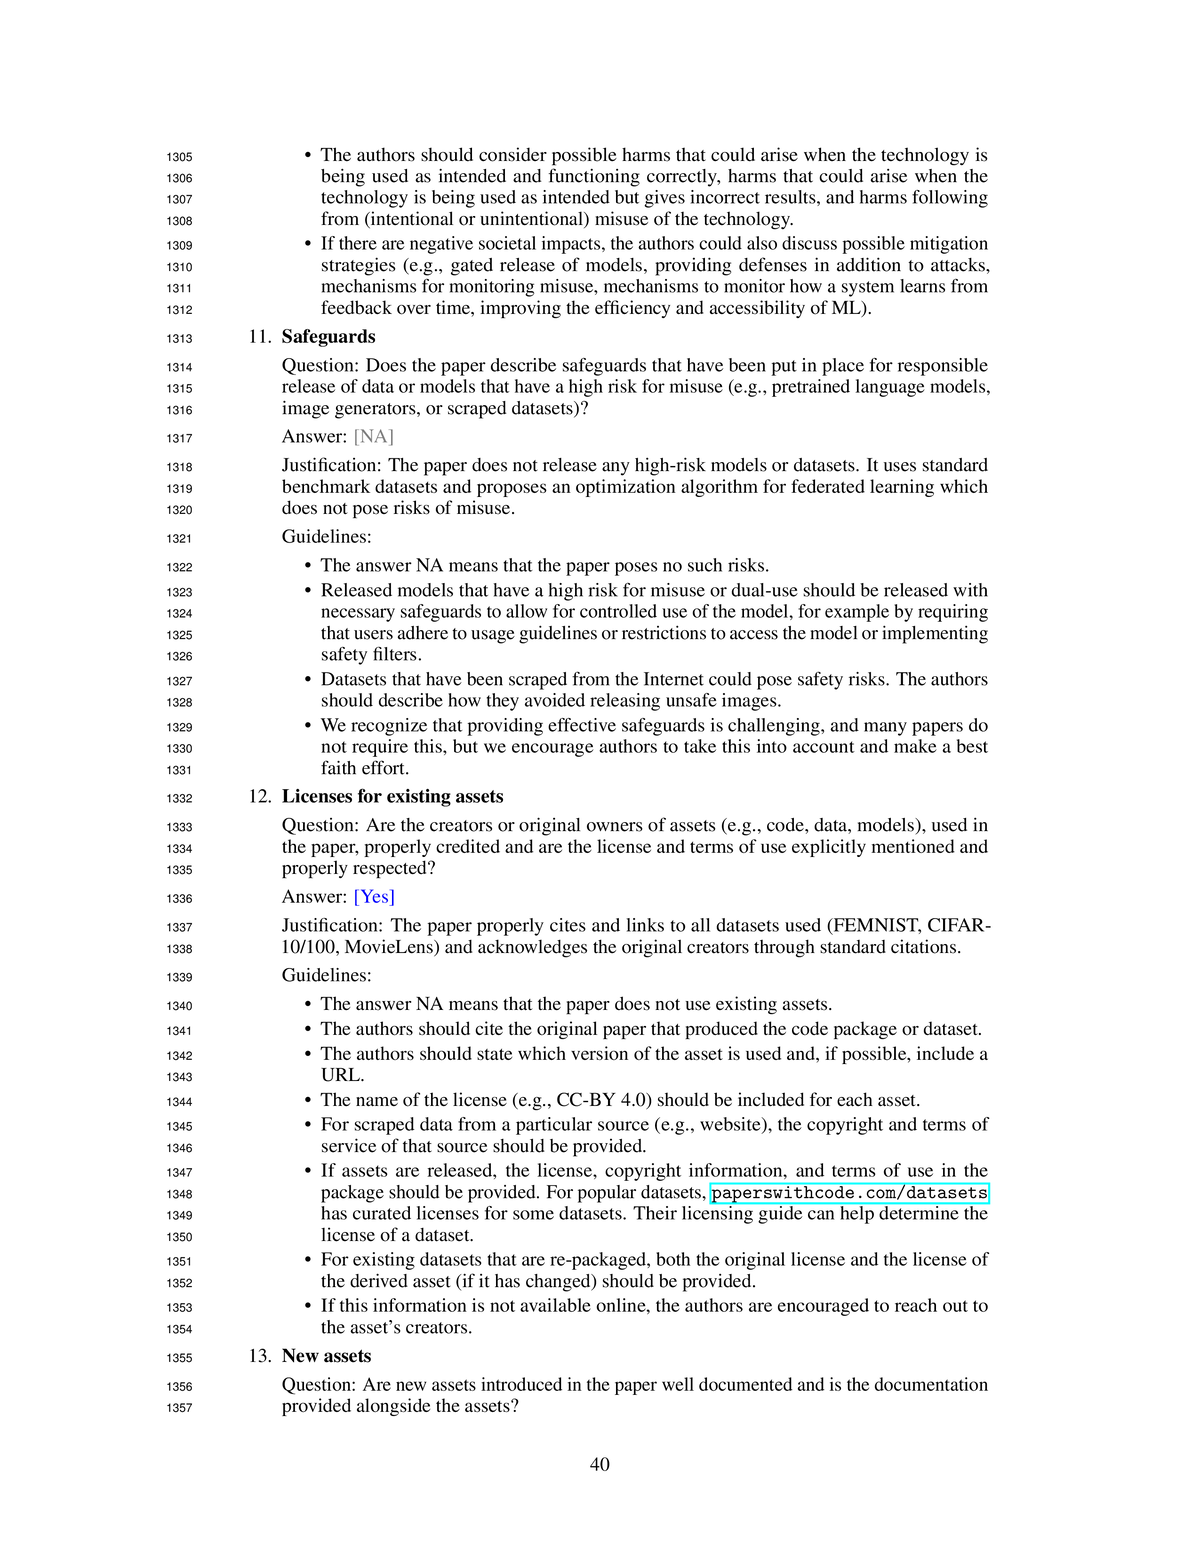 1305 • The authors should consider possible harms that could arise when the technology is
1306 being used as intended and functioning correctly, harms that could arise when the
1307 technology is being used as intended but gives incorrect results, and harms following
1308 from (intentional or unintentional) misuse of the technology.
1309 • If there are negative societal impacts, the authors could also discuss possible mitigation
1310 strategies (e.g., gated release of models, providing defenses in addition to attacks,
1311 mechanisms for monitoring misuse, mechanisms to monitor how a system learns from
1312 feedback over time, improving the efficiency and accessibility of ML).
1313 11. Safeguards
1314 Question: Does the paper describe safeguards that have been put in place for responsible
1315 release of data or models that have a high risk for misuse (e.g., pretrained language models,
1316 image generators, or scraped datasets)?
1317 Answer: [NA]
1318 Justification: The paper does not release any high-risk models or datasets. It uses standard
1319 benchmark datasets and proposes an optimization algorithm for federated learning which
1320 does not pose risks of misuse.
1321 Guidelines:
1322 • The answer NA means that the paper poses no such risks.
1323 • Released models that have a high risk for misuse or dual-use should be released with
1324 necessary safeguards to allow for controlled use of the model, for example by requiring
1325 that users adhere to usage guidelines or restrictions to access the model or implementing
1326 safety filters.
1327 • Datasets that have been scraped from the Internet could pose safety risks. The authors
1328 should describe how they avoided releasing unsafe images.
1329 • We recognize that providing effective safeguards is challenging, and many papers do
1330 not require this, but we encourage authors to take this into account and make a best
1331 faith effort.
1332 12. Licenses for existing assets
1333 Question: Are the creators or original owners of assets (e.g., code, data, models), used in
1334 the paper, properly credited and are the license and terms of use explicitly mentioned and
1335 properly respected?
1336 Answer: [Yes]
1337 Justification: The paper properly cites and links to all datasets used (FEMNIST, CIFAR-
1338 10/100, MovieLens) and acknowledges the original creators through standard citations.
1339 Guidelines:
1340 • The answer NA means that the paper does not use existing assets.
1341 • The authors should cite the original paper that produced the code package or dataset.
1342 • The authors should state which version of the asset is used and, if possible, include a
1343 URL.
1344 • The name of the license (e.g., CC-BY 4.0) should be included for each asset.
1345 • For scraped data from a particular source (e.g., website), the copyright and terms of
1346 service of that source should be provided.
1347 • If assets are released, the license, copyright information, and terms of use in the
1348 package should be provided. For popular datasets, paperswithcode.com/datasets
1349 has curated licenses for some datasets. Their licensing guide can help determine the
1350 license of a dataset.
1351 • For existing datasets that are re-packaged, both the original license and the license of
1352 the derived asset (if it has changed) should be provided.
1353 • If this information is not available online, the authors are encouraged to reach out to
1354 the asset's creators.
1355 13. New assets
1356 Question: Are new assets introduced in the paper well documented and is the documentation
1357 provided alongside the assets?
40